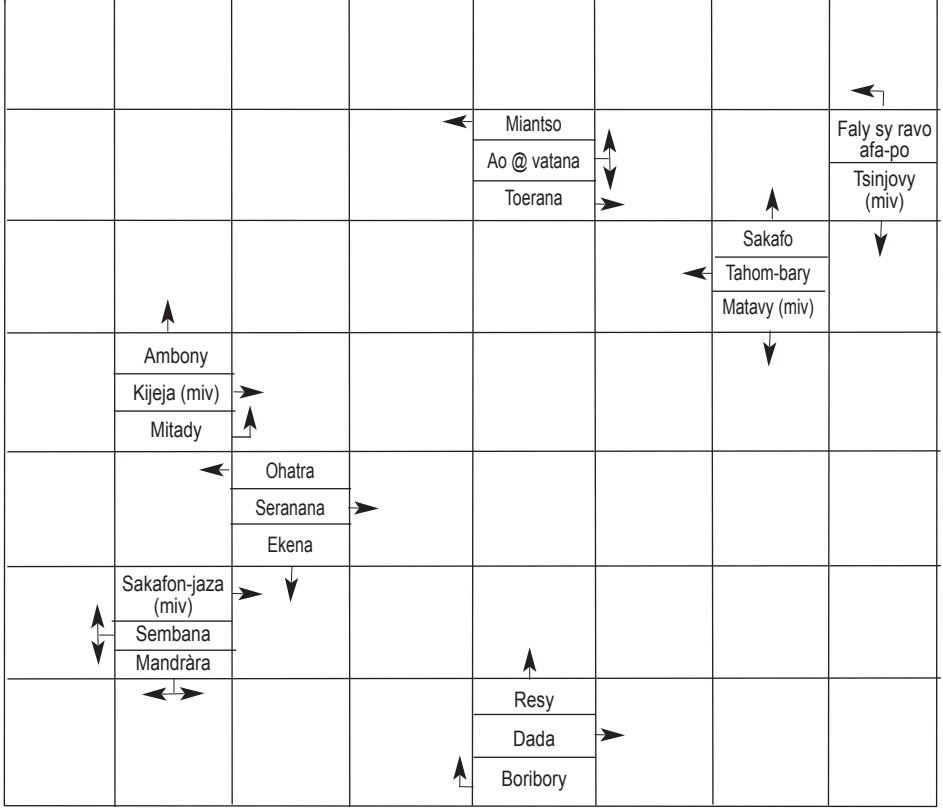 Miantso
Ao @ vatana
Toerana
Faly sy ravo
afa-po
Tsinjovy
(miv)
Sakafo
Tahom-bary
Matavy (miv)
Ambony
Kijeja (miv)
Mitady
Ohatra
Seranana
Ekena
Sakafon-jaza
(miv)
Sembana
Mandràra
Resy
Dada
Boribory